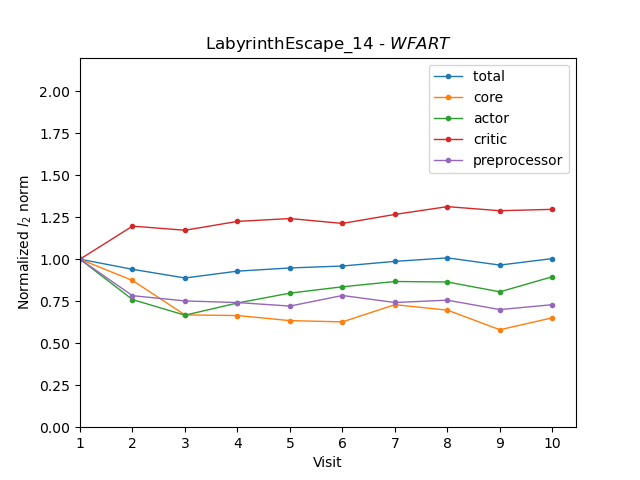 LabyrinthEscape_14 - WFART
total
core
actor
critic
preprocessor
Normalized l₂ norm
2.00
1.75
1.50
1.25
1.00
0.75
0.50
0.25
0.00
1 2 3 4 5 6 7 8 9 10
Visit